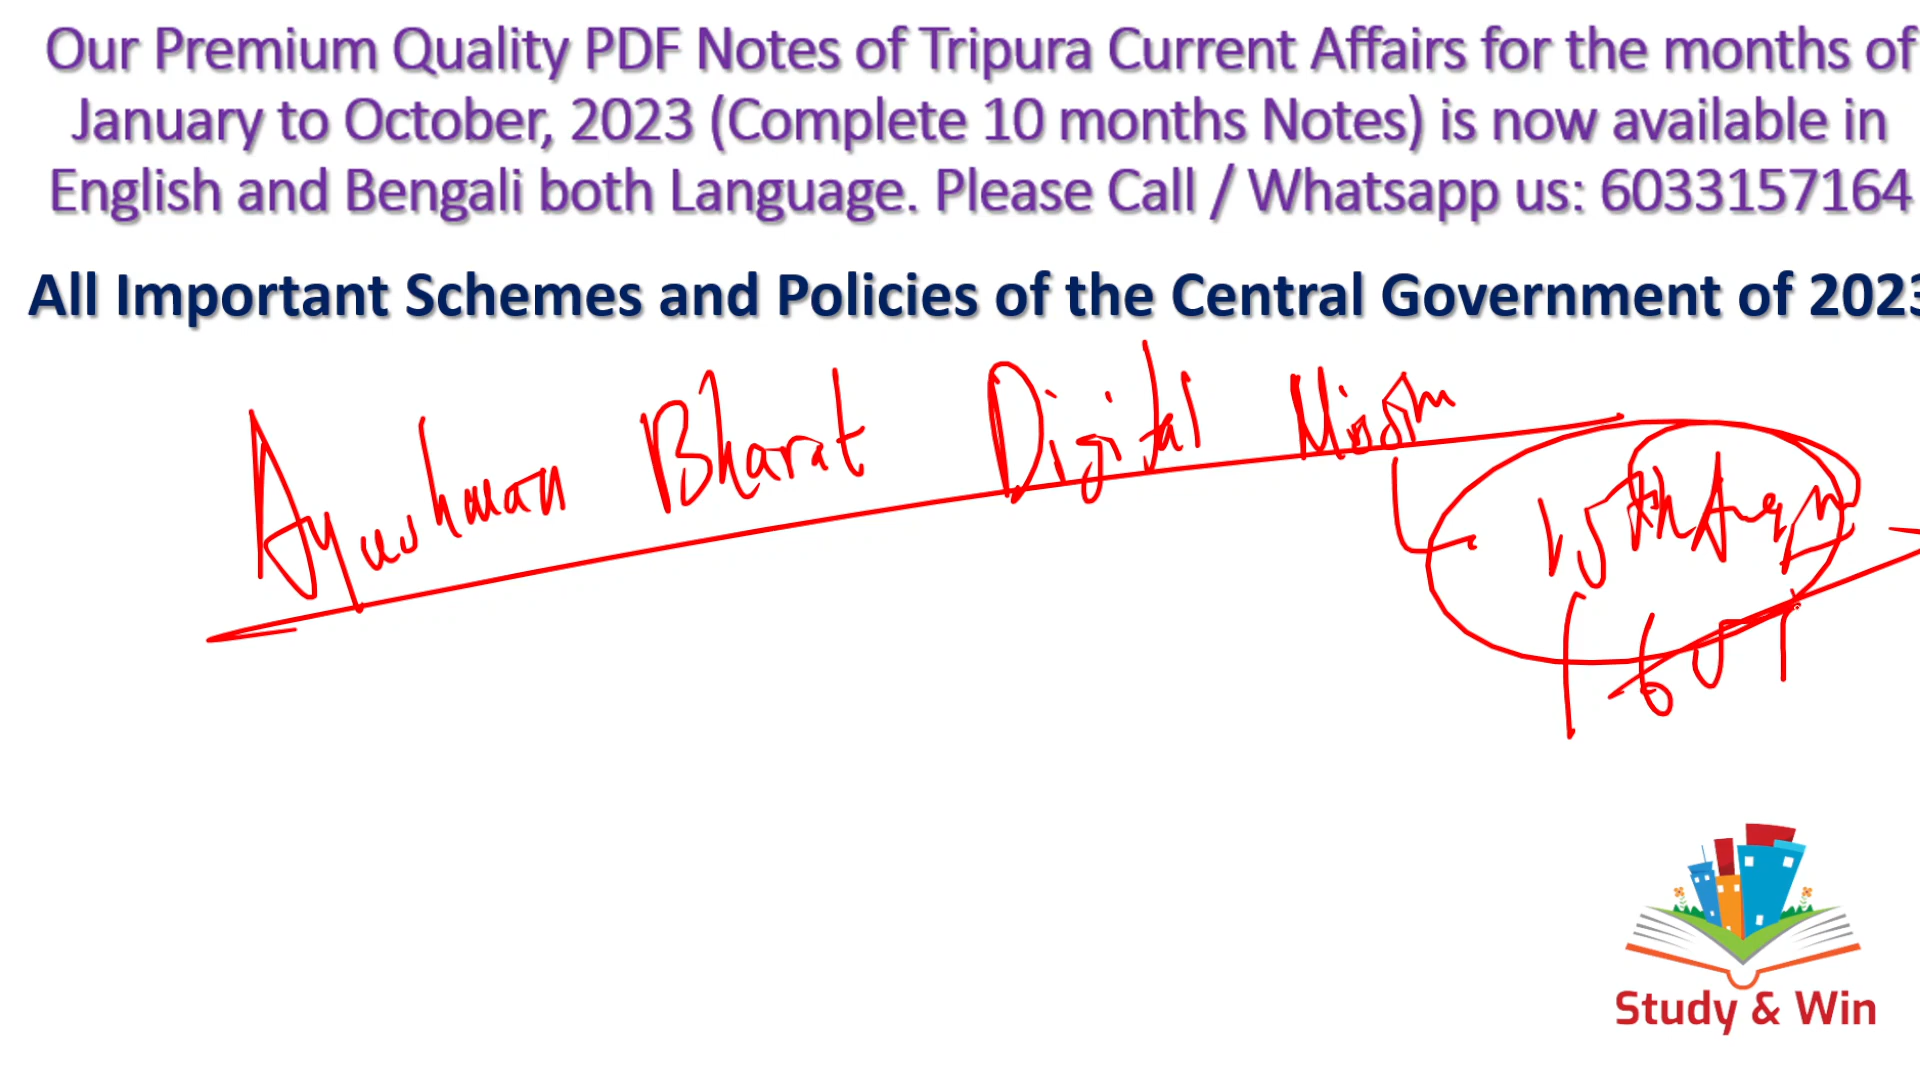 Our Premium Quality PDF Notes of Tripura Current Affairs for the months of
January to October, 2023 (Complete 10 months Notes) is now available in
English and Bengali both Language. Please Call / Whatsapp us: 6033157164
All Important Schemes and Policies of the Central Government of 2023
Ayushman Bharat Digital Mission
15th August
Study & Win